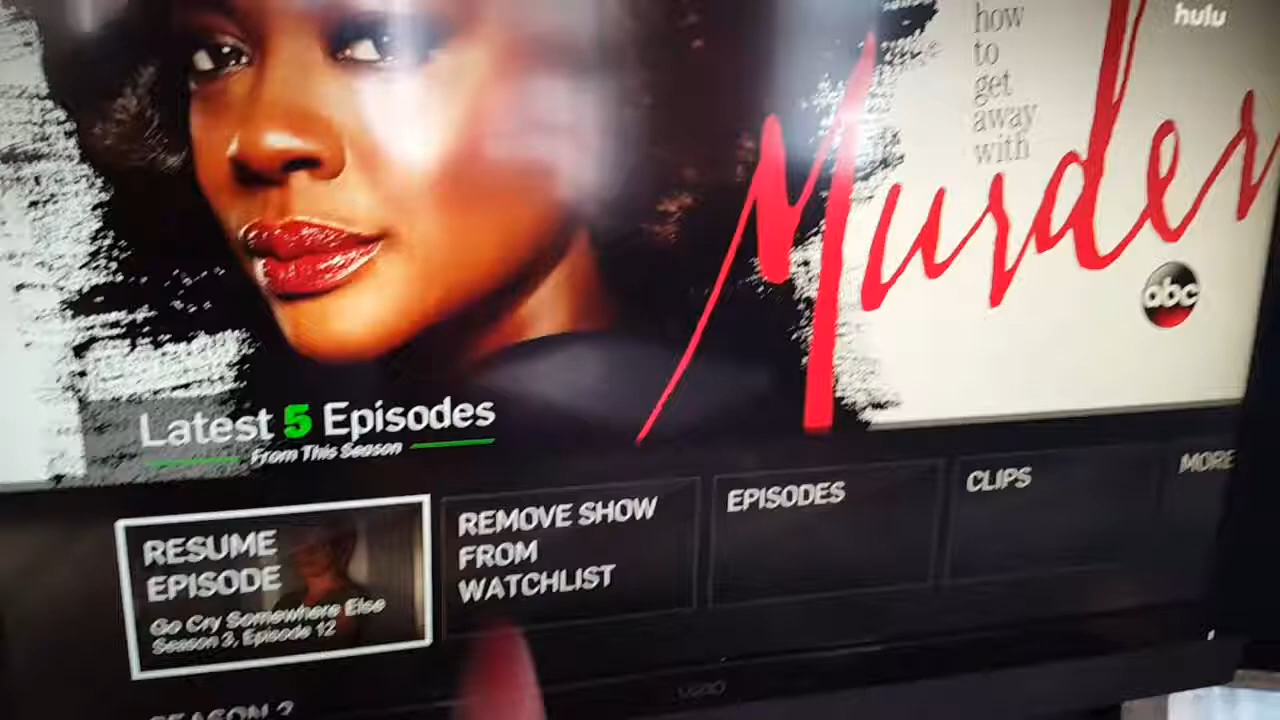 hulu
how
to
get
away
with
Murder
abc
Latest 5 Episodes
From This Season
RESUME
EPISODE
Go Cry Somewhere Else
Season 3, Episode 12
REMOVE SHOW
FROM
WATCHLIST
EPISODES
CLIPS
MORE
VIZIO